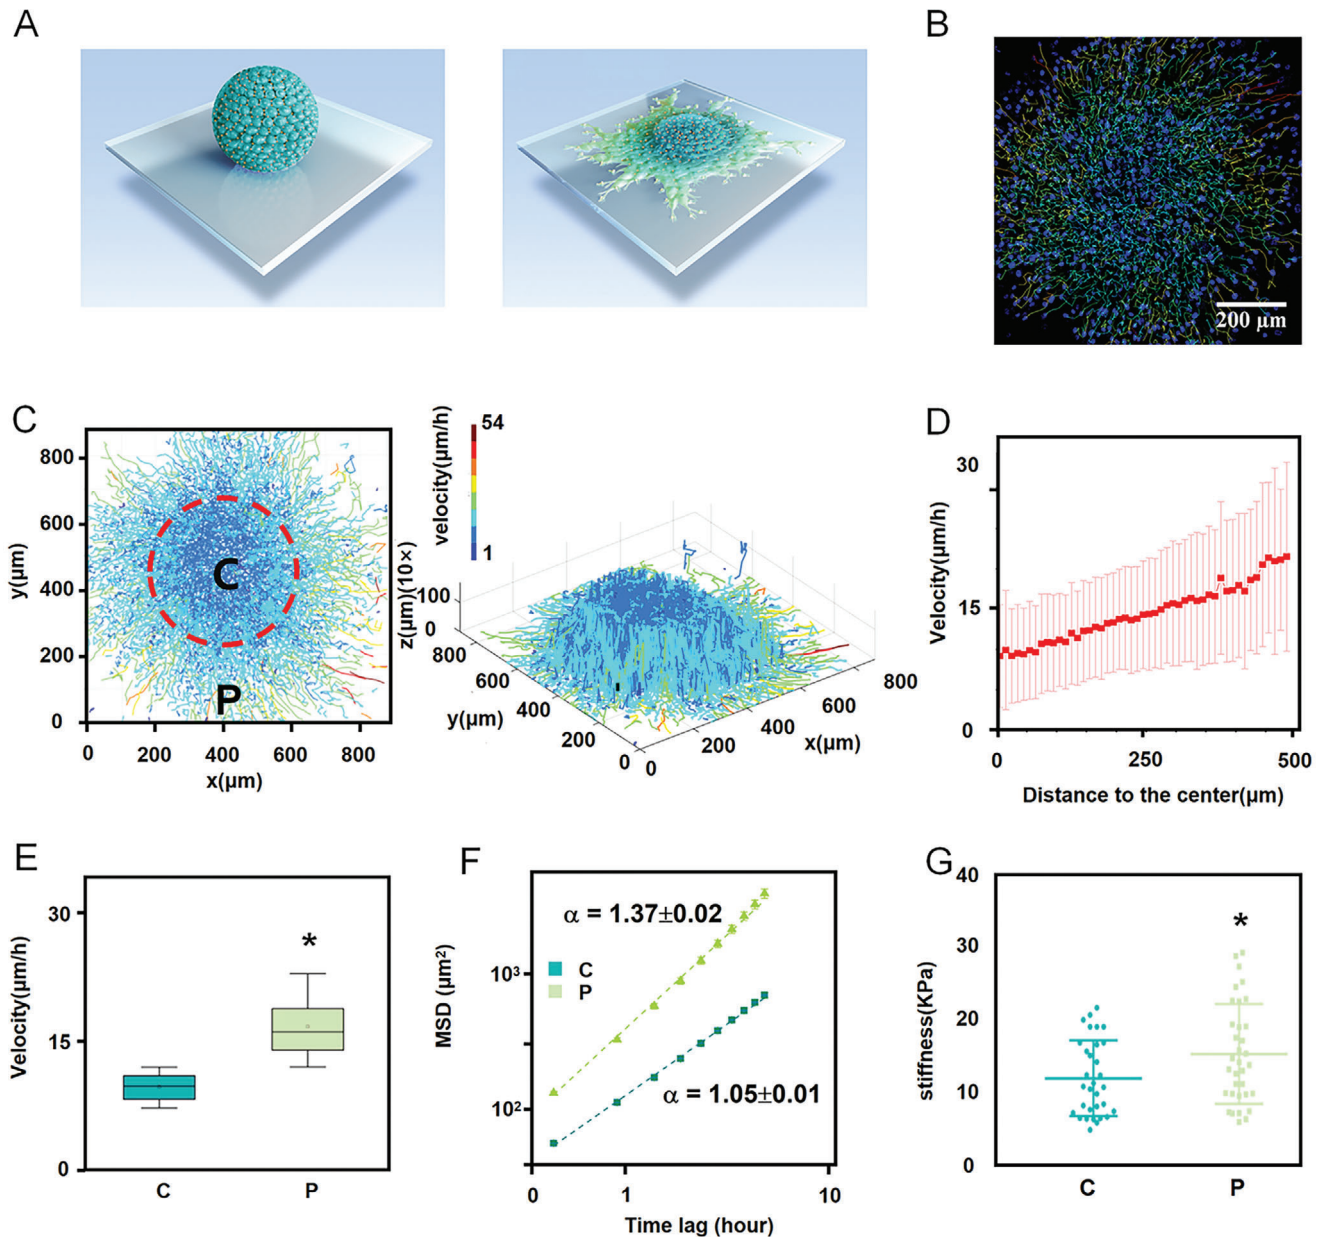 A
B
200 µm
C
y(µm)
800
600
400
200
0
C
P
0 200 400 600 800
x(µm)
velocity(µm/h)
54
1
z(µm)(10×)
100
0
800
600
400
200
0
y(µm)
0
200
400
600
800
x(µm)
D
Velocity(µm/h)
30
15
0
0 250 500
Distance to the center(µm)
E
Velocity(µm/h)
30
15
0
*
C P
F
MSD (µm²)
10³
10²
α = 1.37±0.02
C
P
α = 1.05±0.01
0 1 10
Time lag (hour)
G
stiffness(KPa)
40
30
20
10
0
*
C P